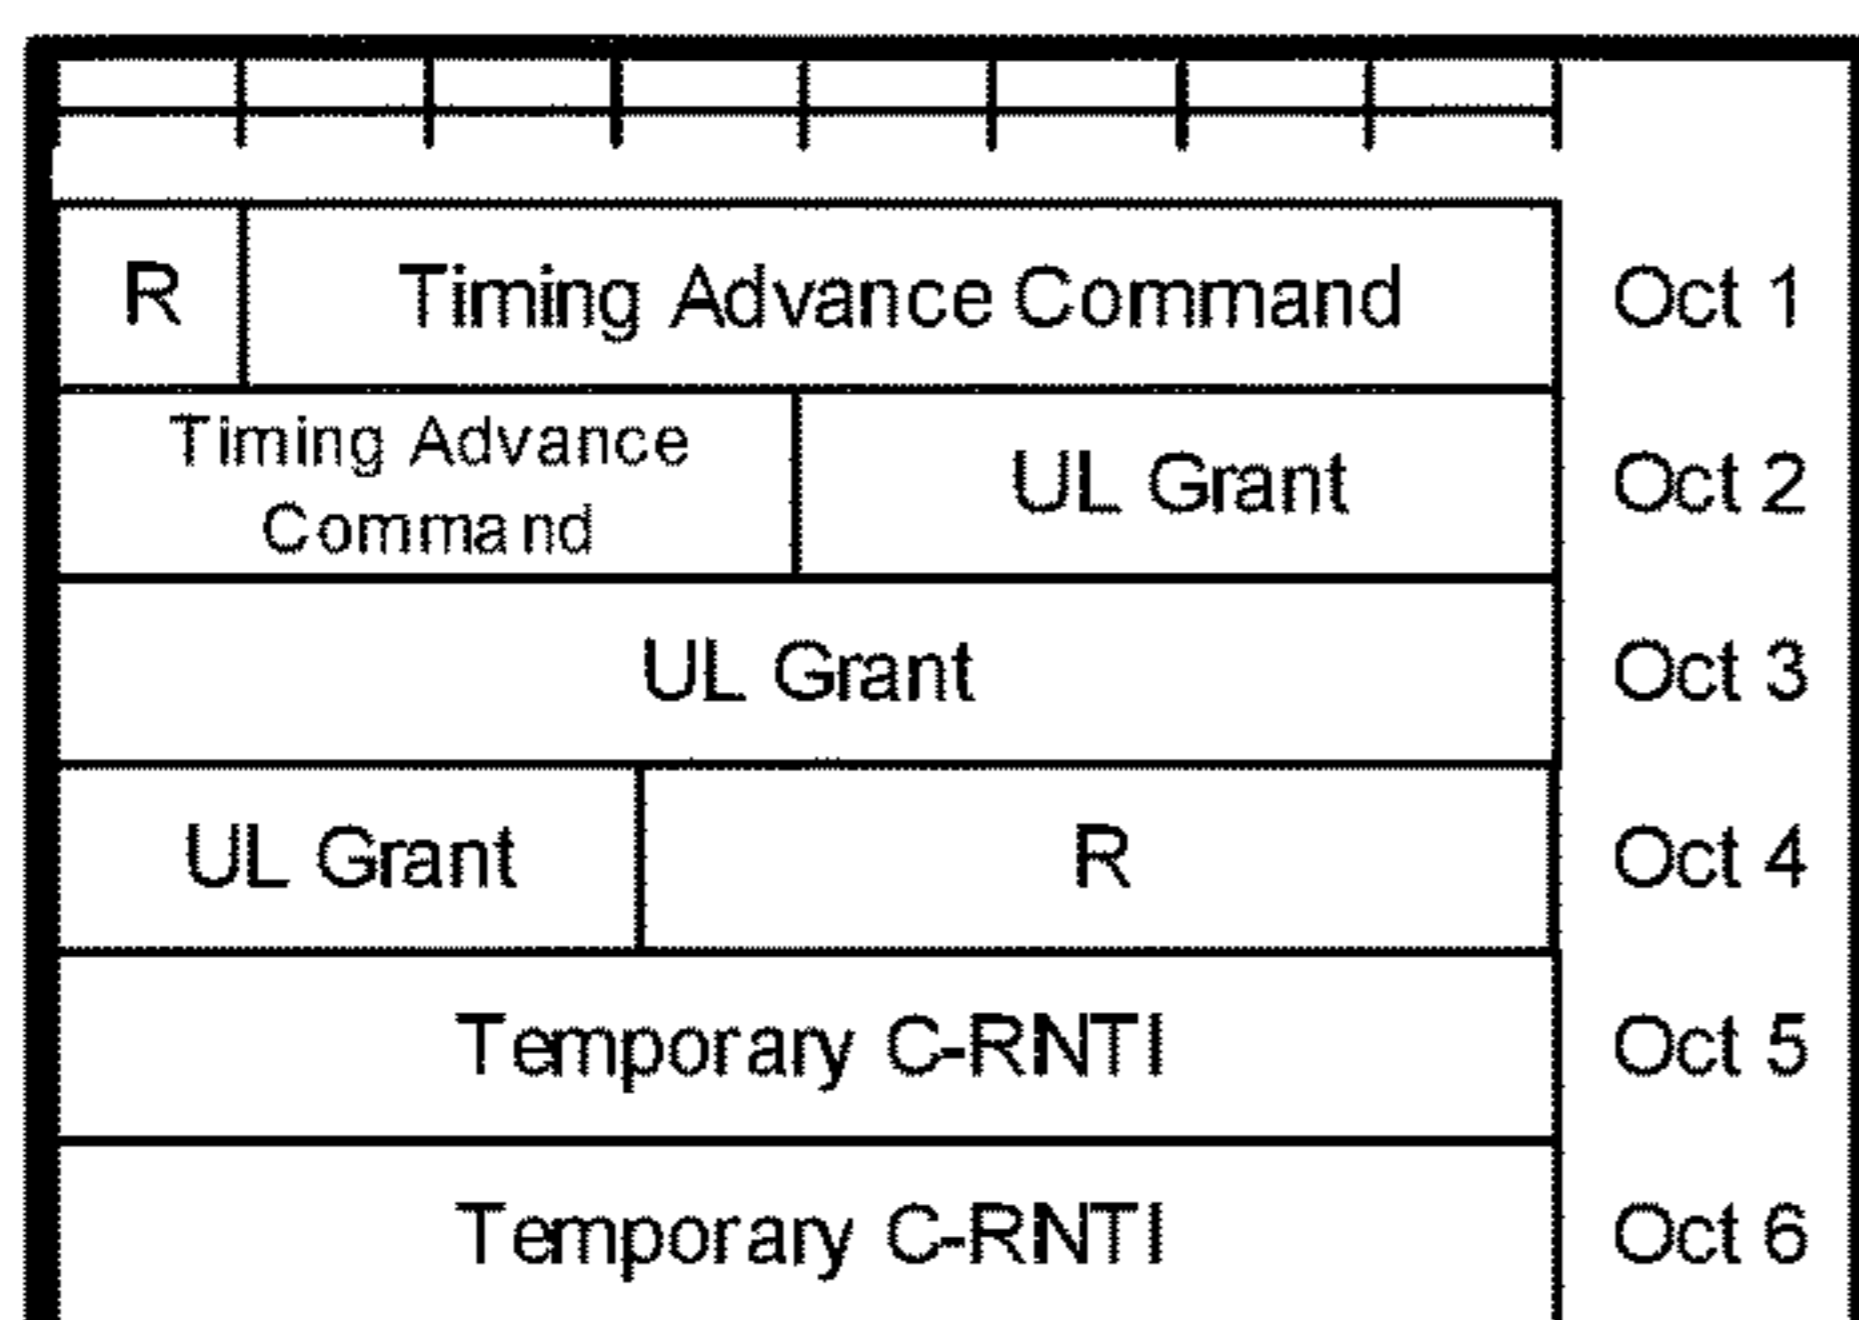 R Timing Advance Command Oct 1
Timing Advance
Command
UL Grant Oct 2
UL Grant Oct 3
UL Grant R Oct 4
Temporary C-RNTI Oct 5
Temporary C-RNTI Oct 6